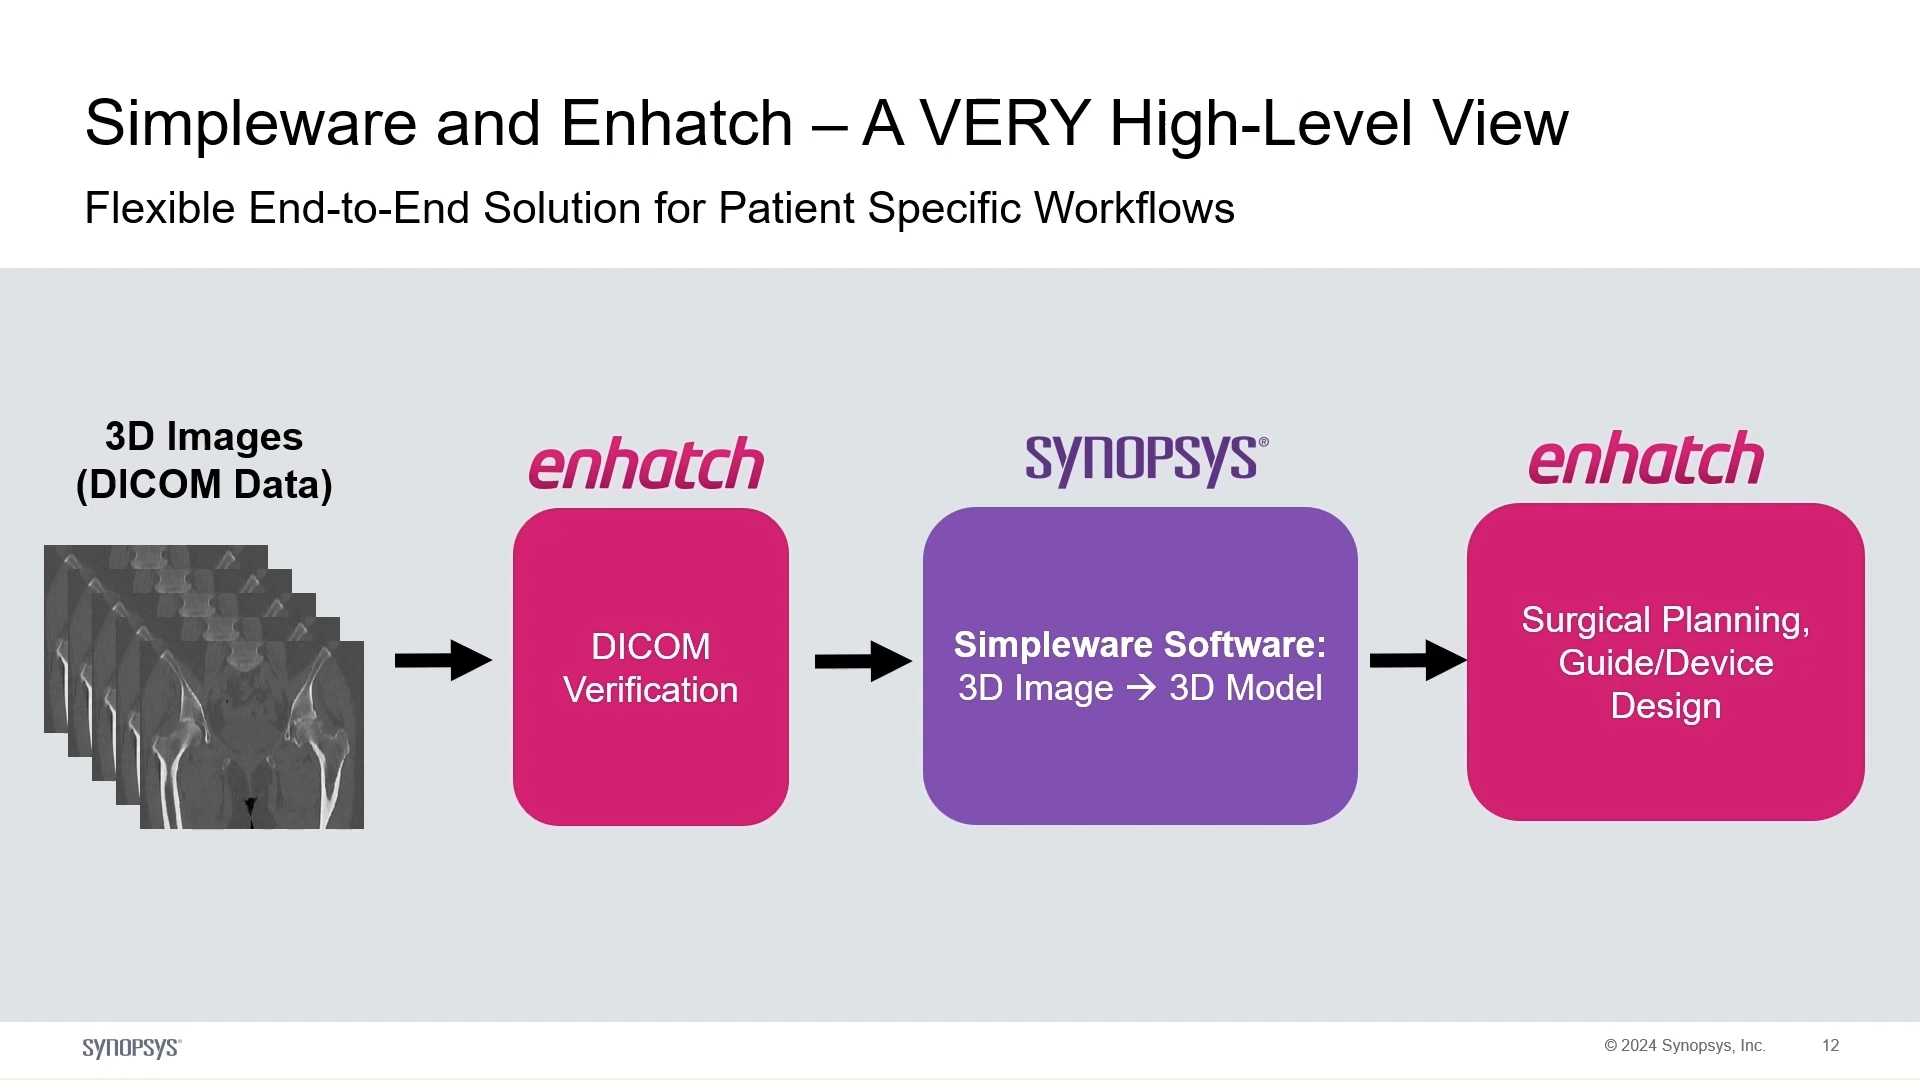 Simpleware and Enhatch – A VERY High-Level View
Flexible End-to-End Solution for Patient Specific Workflows
3D Images
(DICOM Data)
enhatch
DICOM
Verification
SYNOPSYS®
Simpleware Software:
3D Image → 3D Model
enhatch
Surgical Planning,
Guide/Device
Design
SYNOPSYS®
© 2024 Synopsys, Inc.
12